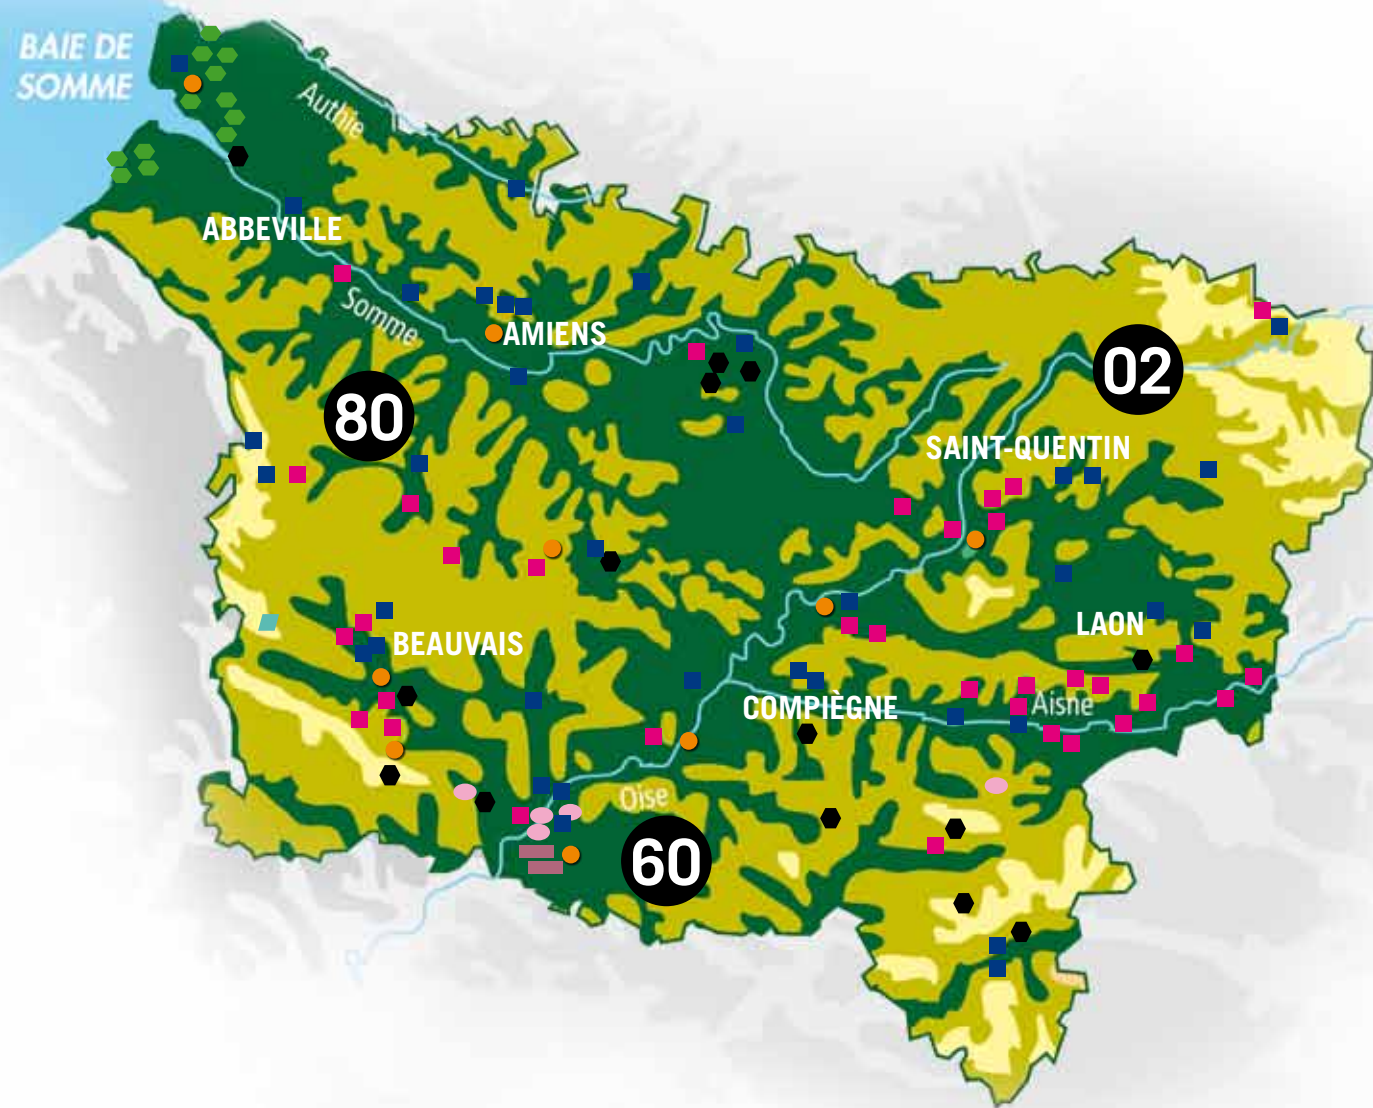 BAIE DE
SOMME
Authie
ABBEVILLE
Somme
AMIENS
02
80
SAINT-QUENTIN
LAON
BEAUVAIS
COMPIÈGNE
Aisne
Oise
60